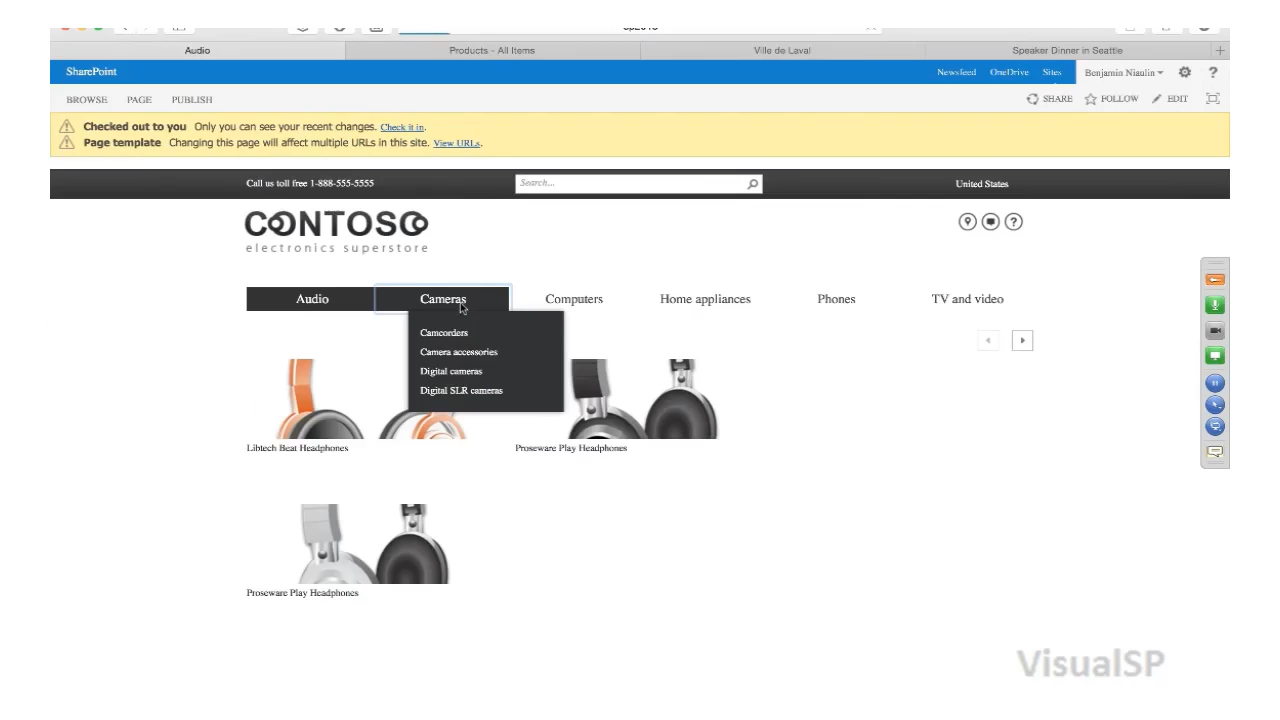 Audio
Products - All Items
Ville de Laval
Speaker Dinner in Seattle
SharePoint
Newsfeed OneDrive Sites Benjamin Niaulin ?
BROWSE PAGE PUBLISH
SHARE FOLLOW EDIT
Checked out to you Only you can see your recent changes. Check it in.
Page template Changing this page will affect multiple URLs in this site. View URLs.
Call us toll free 1-888-555-5555
Search...
United States
CONTOSO
electronics superstore
Audio Cameras Computers Home appliances Phones TV and video
Camcorders
Camera accessories
Digital cameras
Digital SLR cameras
Libtech Beat Headphones
Proseware Play Headphones
Proseware Play Headphones
VisualSP